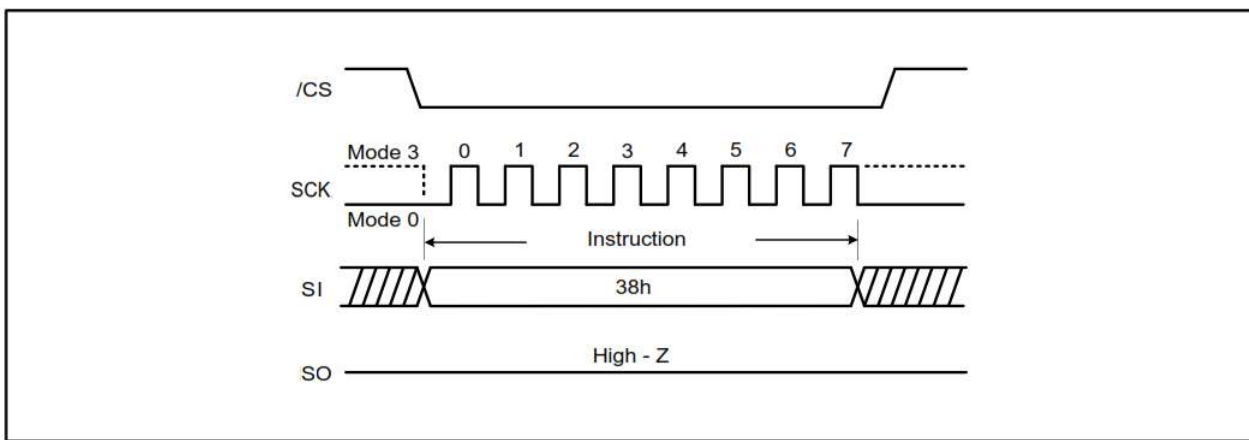 /CS
Mode 3 0 1 2 3 4 5 6 7
SCK
Mode 0
Instruction
SI 38h
High - Z
SO